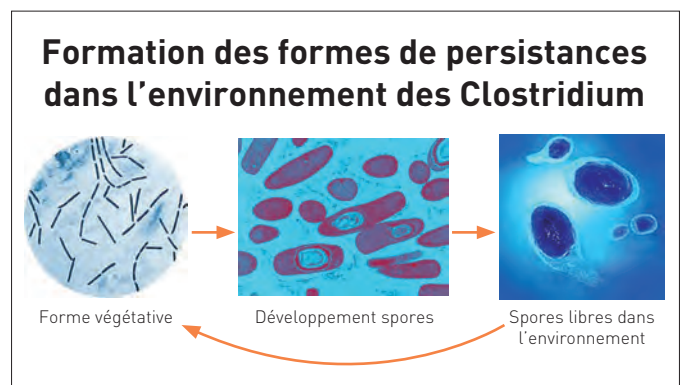 Formation des formes de persistances
dans l'environnement des Clostridium
Forme végétative
Développement spores
Spores libres dans
l'environnement